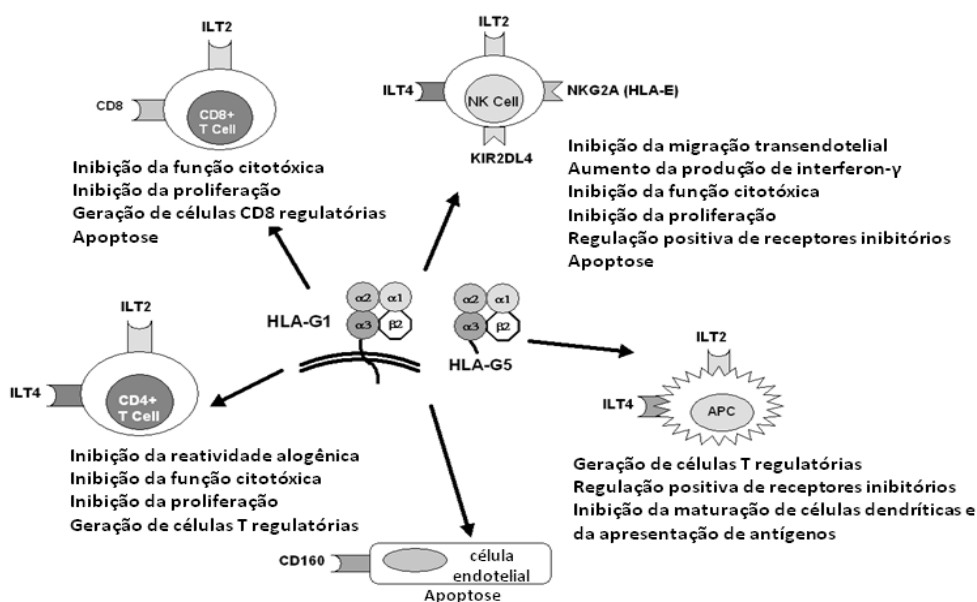 ILT2
CD8
CD8+
T Cell
Inibição da função citotóxica
Inibição da proliferação
Geração de células CD8 regulatórias
Apoptose
ILT2
ILT4
NK Cell
NKG2A (HLA-E)
KIR2DL4
Inibição da migração transendotelial
Aumento da produção de interferon-γ
Inibição da função citotóxica
Inibição da proliferação
Regulação positiva de receptores inibitórios
Apoptose
HLA-G1
α2 α1
α3 β2
α2 α1
α3 β2
HLA-G5
ILT2
ILT4
CD4+
T Cell
Inibição da reatividade alogênica
Inibição da função citotóxica
Inibição da proliferação
Geração de células T regulatórias
ILT2
ILT4
APC
Geração de células T regulatórias
Regulação positiva de receptores inibitórios
Inibição da maturação de células dendríticas e
da apresentação de antígenos
CD160
célula
endotelial
Apoptose